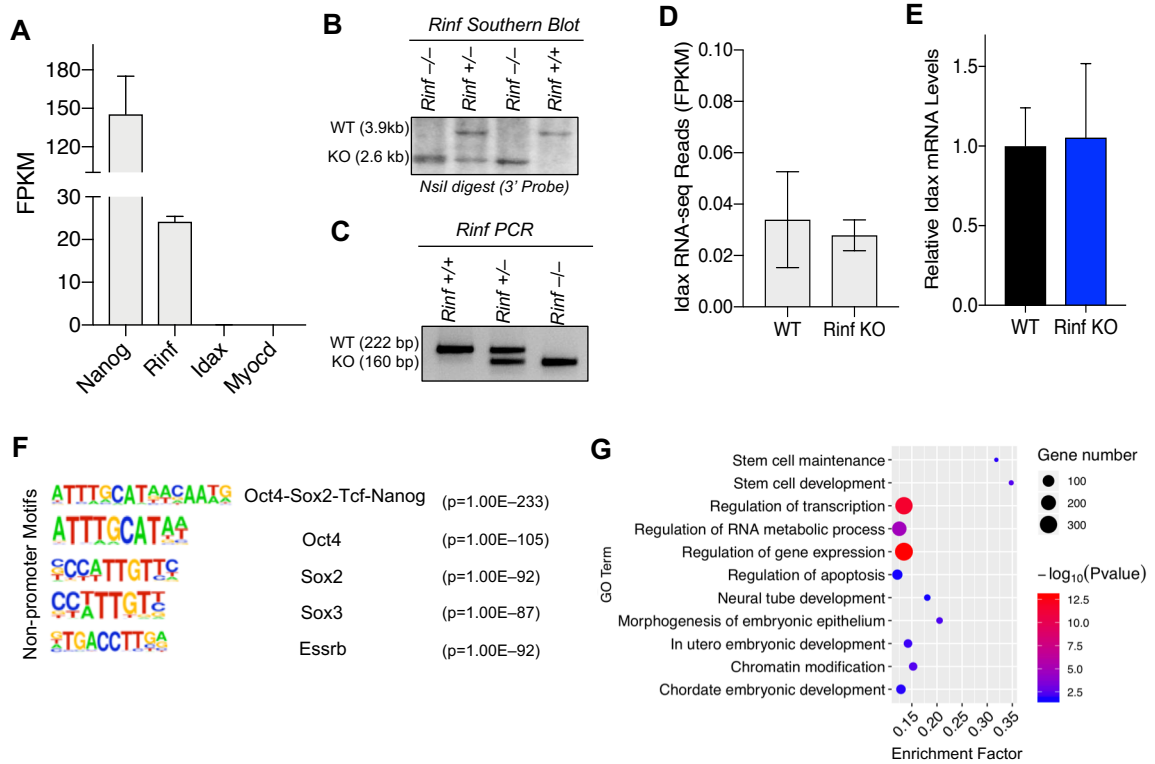 A
FPKM
180
150
120
30
20
10
0
Nanog
Rinf
Idax
Myocd
B
Rinf Southern Blot
Rinf –/–
Rinf +/–
Rinf –/–
Rinf +/+
WT (3.9kb)
KO (2.6 kb)
NsiI digest (3' Probe)
C
Rinf PCR
Rinf +/+
Rinf +/–
Rinf –/–
WT (222 bp)
KO (160 bp)
D
Idax RNA-seq Reads (FPKM)
0.10
0.08
0.06
0.04
0.02
0.00
WT
Rinf KO
E
Relative Idax mRNA Levels
1.5
1.0
0.5
0.0
WT
Rinf KO
F
Non-promoter Motifs
ATTTGCATAACAATG
Oct4-Sox2-Tcf-Nanog
(p=1.00E–233)
ATTTGCATAA
Oct4
(p=1.00E–105)
CCCATTGTTC
Sox2
(p=1.00E–92)
CCTTTGTT
Sox3
(p=1.00E–87)
TGACCTTG
Essrb
(p=1.00E–92)
G
GO Term
Stem cell maintenance
Stem cell development
Regulation of transcription
Regulation of RNA metabolic process
Regulation of gene expression
Regulation of apoptosis
Neural tube development
Morphogenesis of embryonic epithelium
In utero embryonic development
Chromatin modification
Chordate embryonic development
0.15
0.20
0.25
0.30
0.35
Enrichment Factor
Gene number
100
200
300
−log10(Pvalue)
12.5
10.0
7.5
5.0
2.5